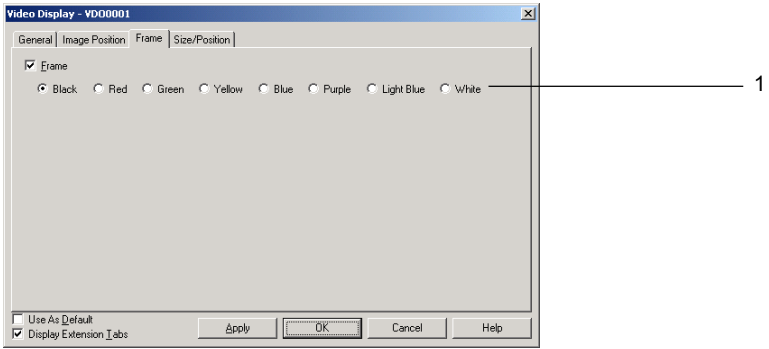 Video Display - VDO0001
General Image Position Frame Size/Position
Frame
Black Red Green Yellow Blue Purple Light Blue White
1
Use As Default
Display Extension Tabs
Apply OK Cancel Help